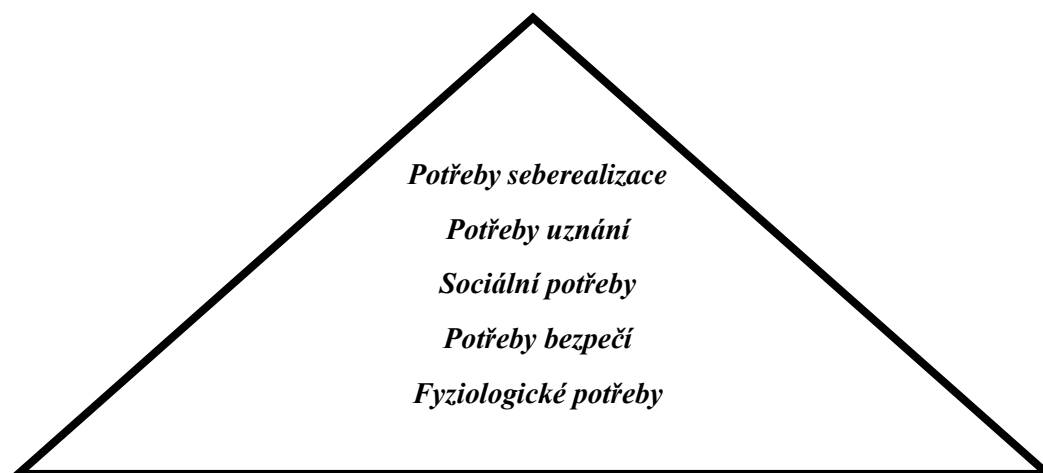 Potřeby seberealizace
Potřeby uznání
Sociální potřeby
Potřeby bezpečí
Fyziologické potřeby